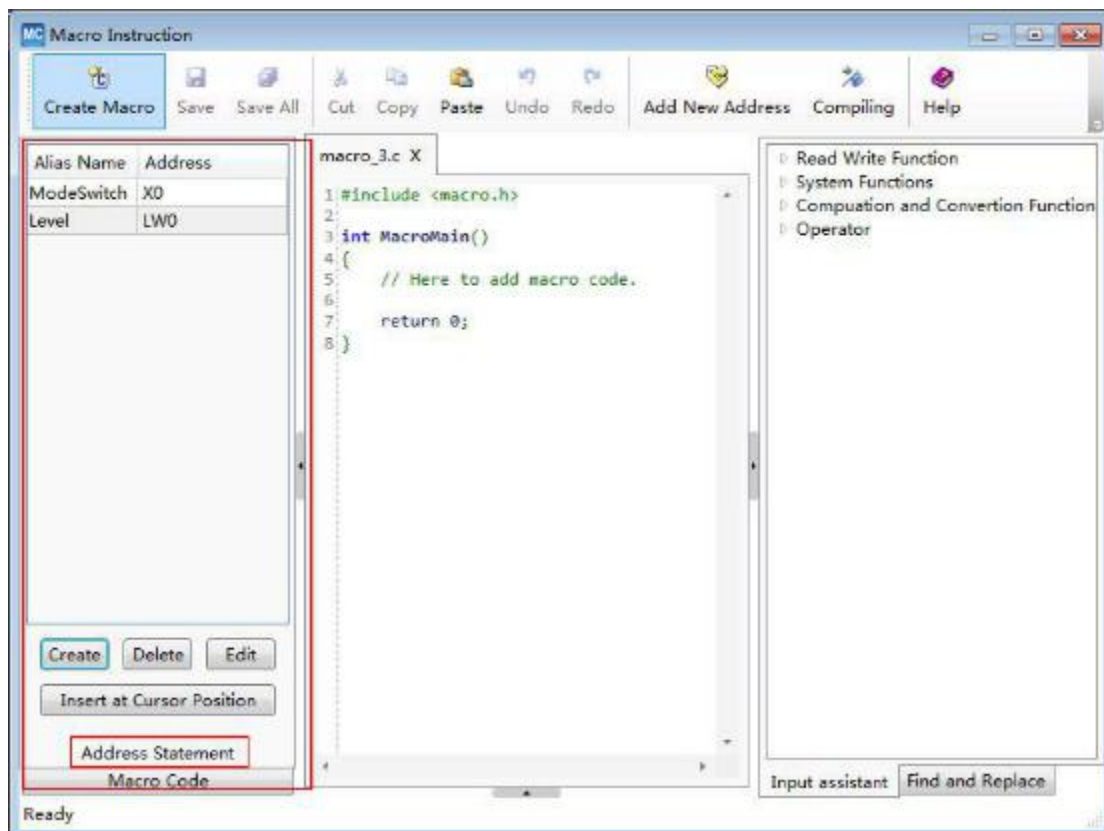 MC Macro Instruction
Create Macro Save Save All Cut Copy Paste Undo Redo Add New Address Compiling Help
Alias Name Address
ModeSwitch X0
Level LW0
Create Delete Edit
Insert at Cursor Position
Address Statement
Macro Code
macro_3.c X
1 #include <macro.h>
2
3 int MacroMain()
4 {
5 // Here to add macro code.
6
7 return 0;
8 }
Read Write Function
System Functions
Compuation and Convertion Function
Operator
Input assistant Find and Replace
Ready